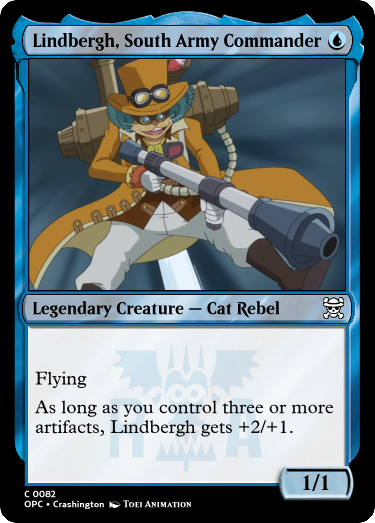 Lindbergh, South Army Commander
Legendary Creature — Cat Rebel
Flying
As long as you control three or more
artifacts, Lindbergh gets +2/+1.
R A
1/1
C 0082
OPC • Crashington TOEI ANIMATION